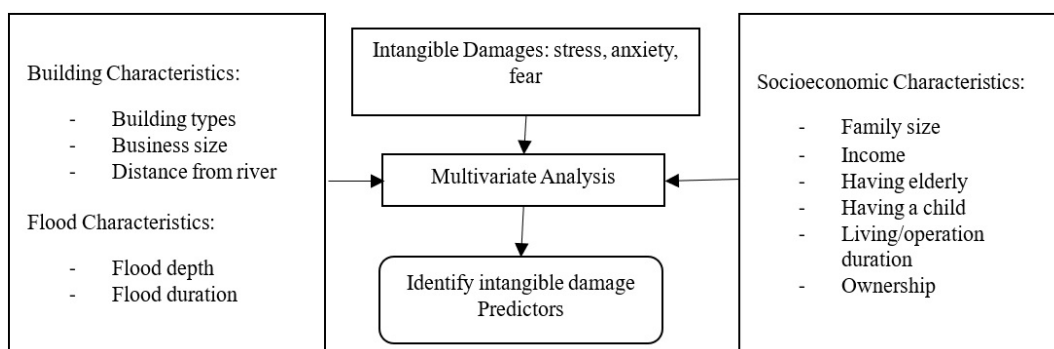 Building Characteristics:
- Building types
- Business size
- Distance from river
Flood Characteristics:
- Flood depth
- Flood duration
Intangible Damages: stress, anxiety,
fear
Multivariate Analysis
Identify intangible damage
Predictors
Socioeconomic Characteristics:
- Family size
- Income
- Having elderly
- Having a child
- Living/operation
duration
- Ownership